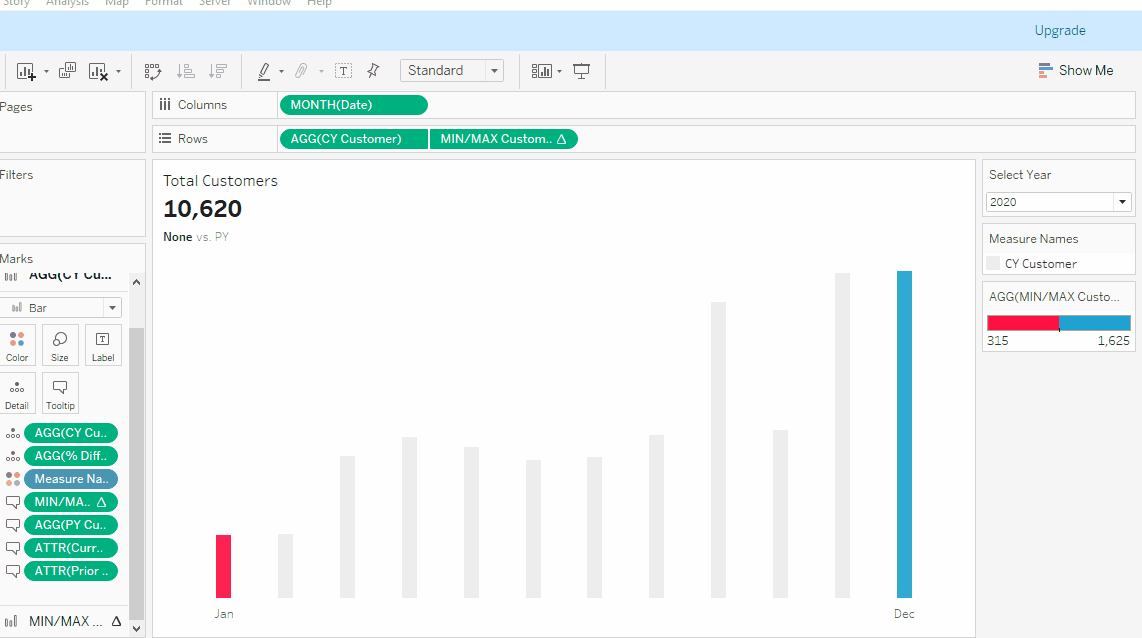 Story Analysis Map Format Server Window Help
Upgrade
Standard
Show Me
Pages
Columns
MONTH(Date)
Rows
AGG(CY Customer)
MIN/MAX Custom..
Filters
Total Customers
10,620
None vs. PY
Select Year
2020
Measure Names
CY Customer
AGG(MIN/MAX Custo...
315
1,625
Marks
AGG(CY Cu...
Bar
Color
Size
Label
Detail
Tooltip
AGG(CY Cu..
AGG(% Diff..
Measure Na..
MIN/MA..
AGG(PY Cu..
ATTR(Curr..
ATTR(Prior ..
MIN/MAX ...
Jan
Dec